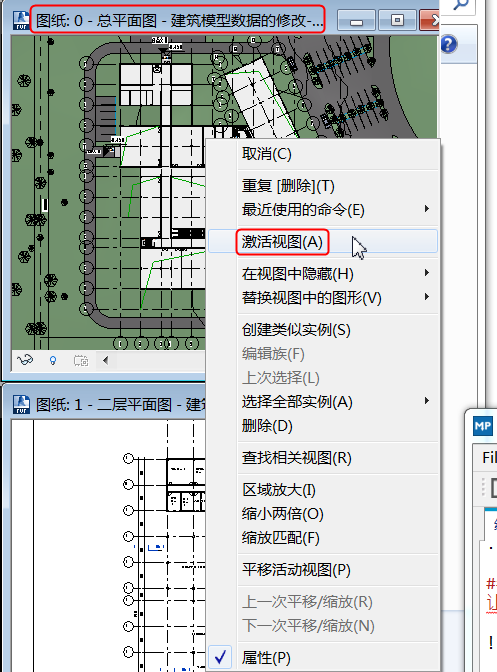 图纸: 0 - 总平面图 - 建筑模型数据的修改-...
取消(C)
重复 [删除](T)
最近使用的命令(E)
激活视图(A)
在视图中隐藏(H)
替换视图中的图形(V)
创建类似实例(S)
编辑族(F)
上次选择(L)
选择全部实例(A)
删除(D)
图纸: 1 - 二层平面图 - 建
查找相关视图(R)
MP
Fil
区域放大(I)
缩小两倍(O)
缩放匹配(F)
平移活动视图(P)
上一次平移/缩放(R)
下一次平移/缩放(N)
属性(P)